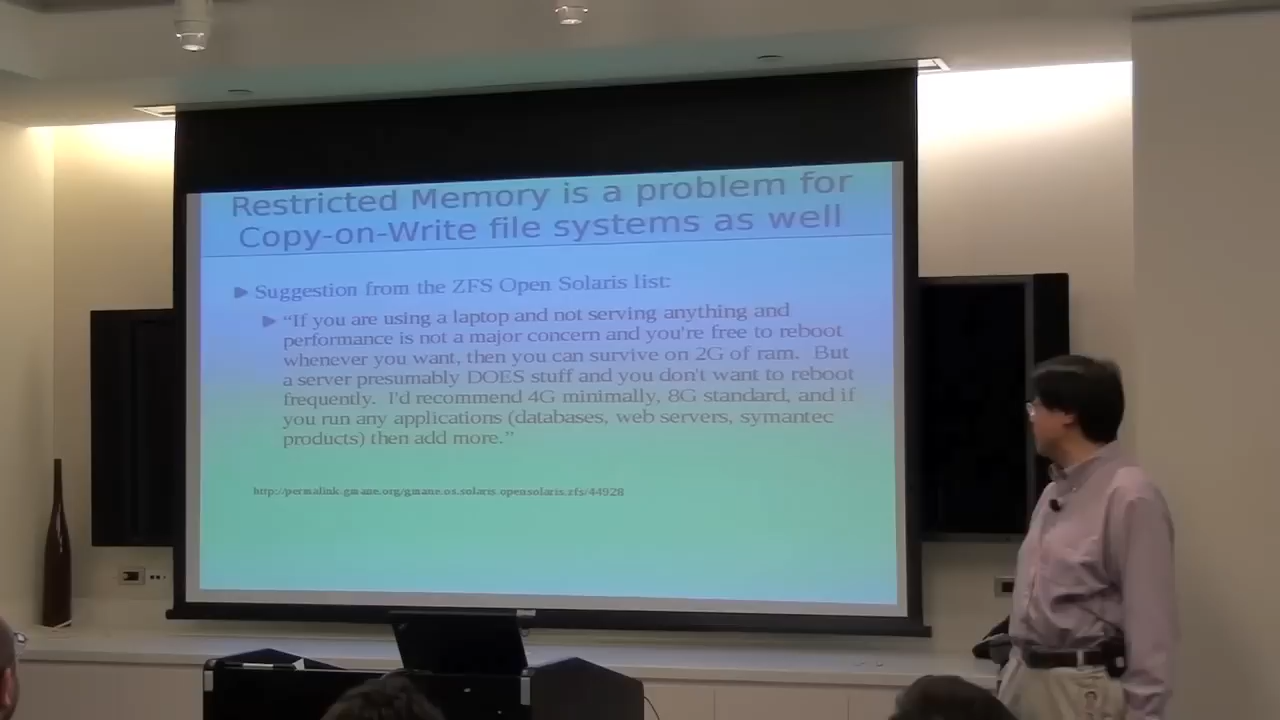 Restricted Memory is a problem for
Copy-on-Write file systems as well
Suggestion from the ZFS Open Solaris list:
“If you are using a laptop and not serving anything and
performance is not a major concern and you're free to reboot
whenever you want, then you can survive on 2G of ram. But
a server presumably DOES stuff and you don't want to reboot
frequently. I'd recommend 4G minimally, 8G standard, and if
you run any applications (databases, web servers, symantec
products) then add more.”
http://permalink.gmane.org/gmane.os.solaris.opensolaris.zfs/44928